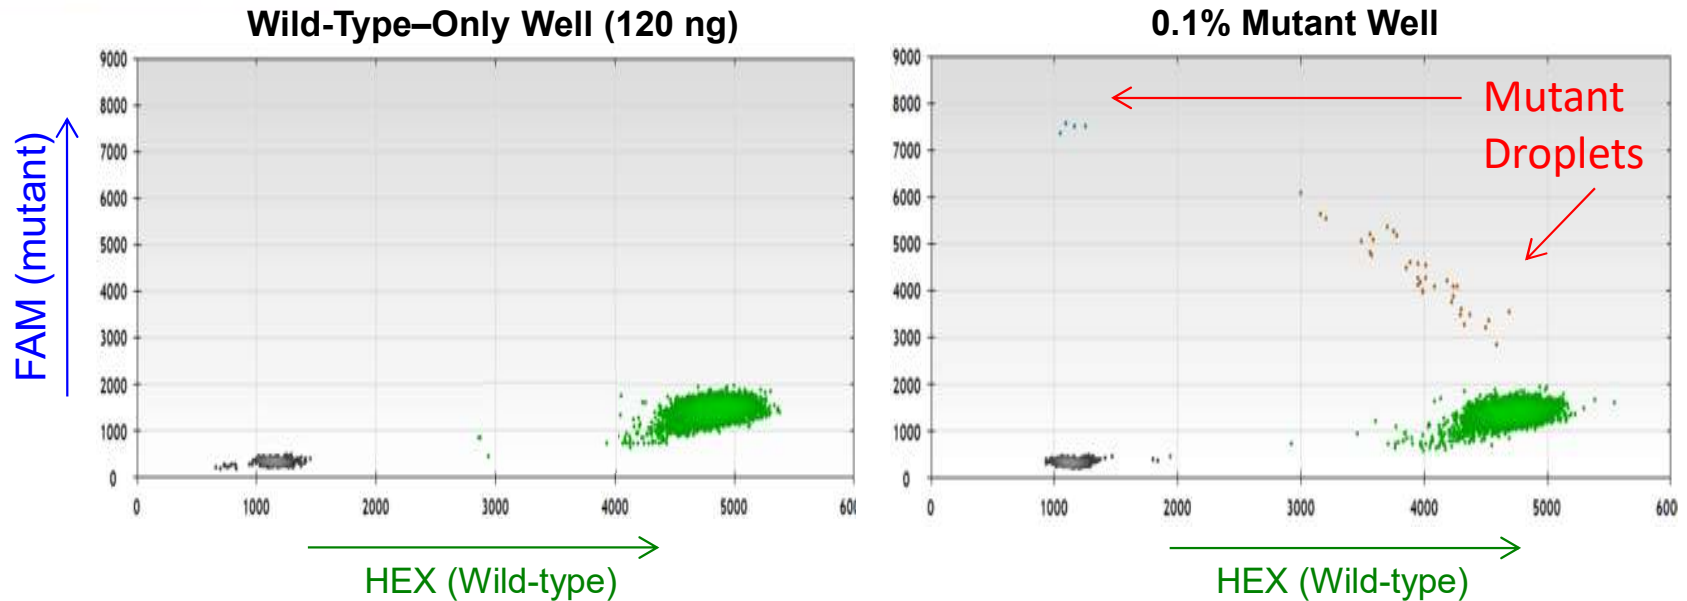 Wild-Type–Only Well (120 ng)
9000
8000
7000
6000
5000
4000
3000
2000
1000
0
0 1000 2000 3000 4000 5000 600
FAM (mutant)
HEX (Wild-type)
0.1% Mutant Well
9000
8000
7000
6000
5000
4000
3000
2000
1000
0
0 1000 2000 3000 4000 5000 600
Mutant
Droplets
HEX (Wild-type)